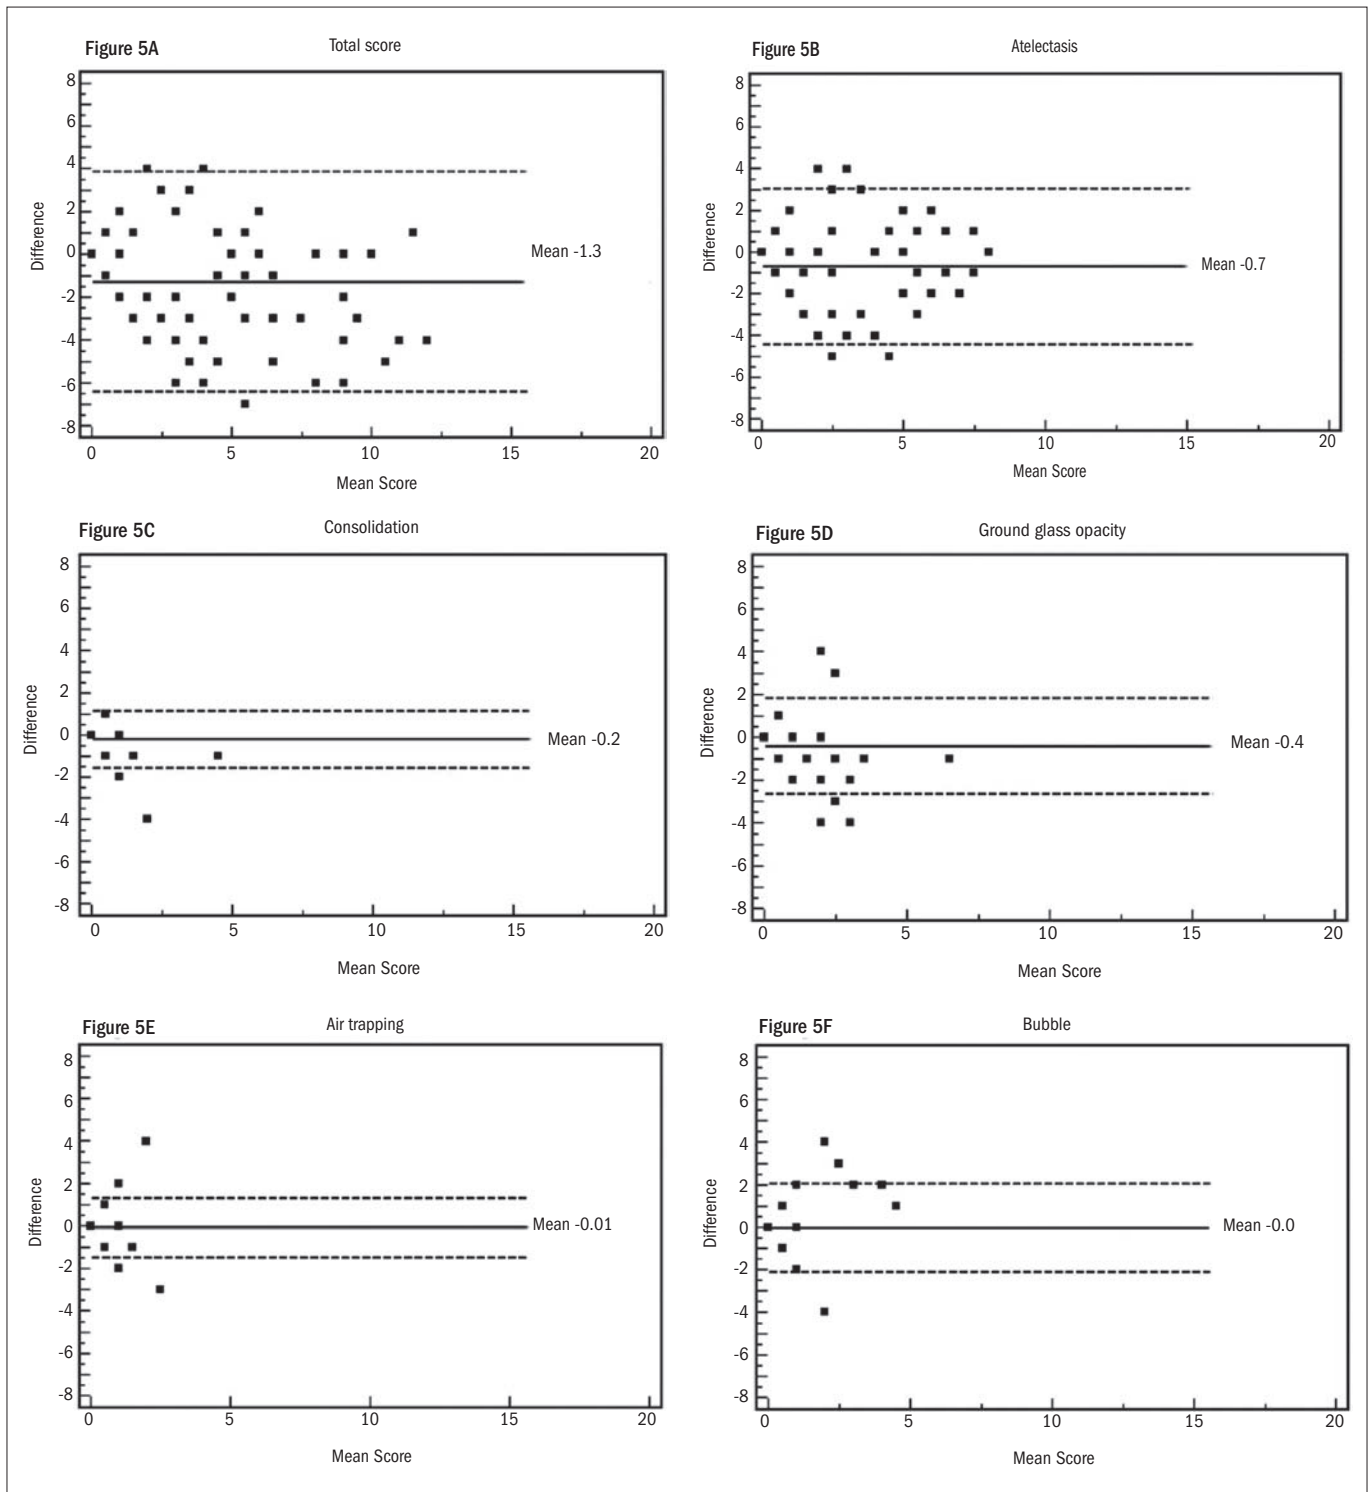 Figure 5A
Total score
8
6
4
2
0
-2
-4
-6
-8
Difference
Mean -1.3
0 5 10 15 20
Mean Score
Figure 5B
Atelectasis
8
6
4
2
0
-2
-4
-6
-8
Difference
Mean -0.7
0 5 10 15 20
Mean Score
Figure 5C
Consolidation
8
6
4
2
0
-2
-4
-6
-8
Difference
Mean -0.2
0 5 10 15 20
Mean Score
Figure 5D
Ground glass opacity
8
6
4
2
0
-2
-4
-6
-8
Difference
Mean -0.4
0 5 10 15 20
Mean Score
Figure 5E
Air trapping
8
6
4
2
0
-2
-4
-6
-8
Difference
Mean -0.01
0 5 10 15 20
Mean Score
Figure 5F
Bubble
8
6
4
2
0
-2
-4
-6
-8
Difference
Mean -0.0
0 5 10 15 20
Mean Score